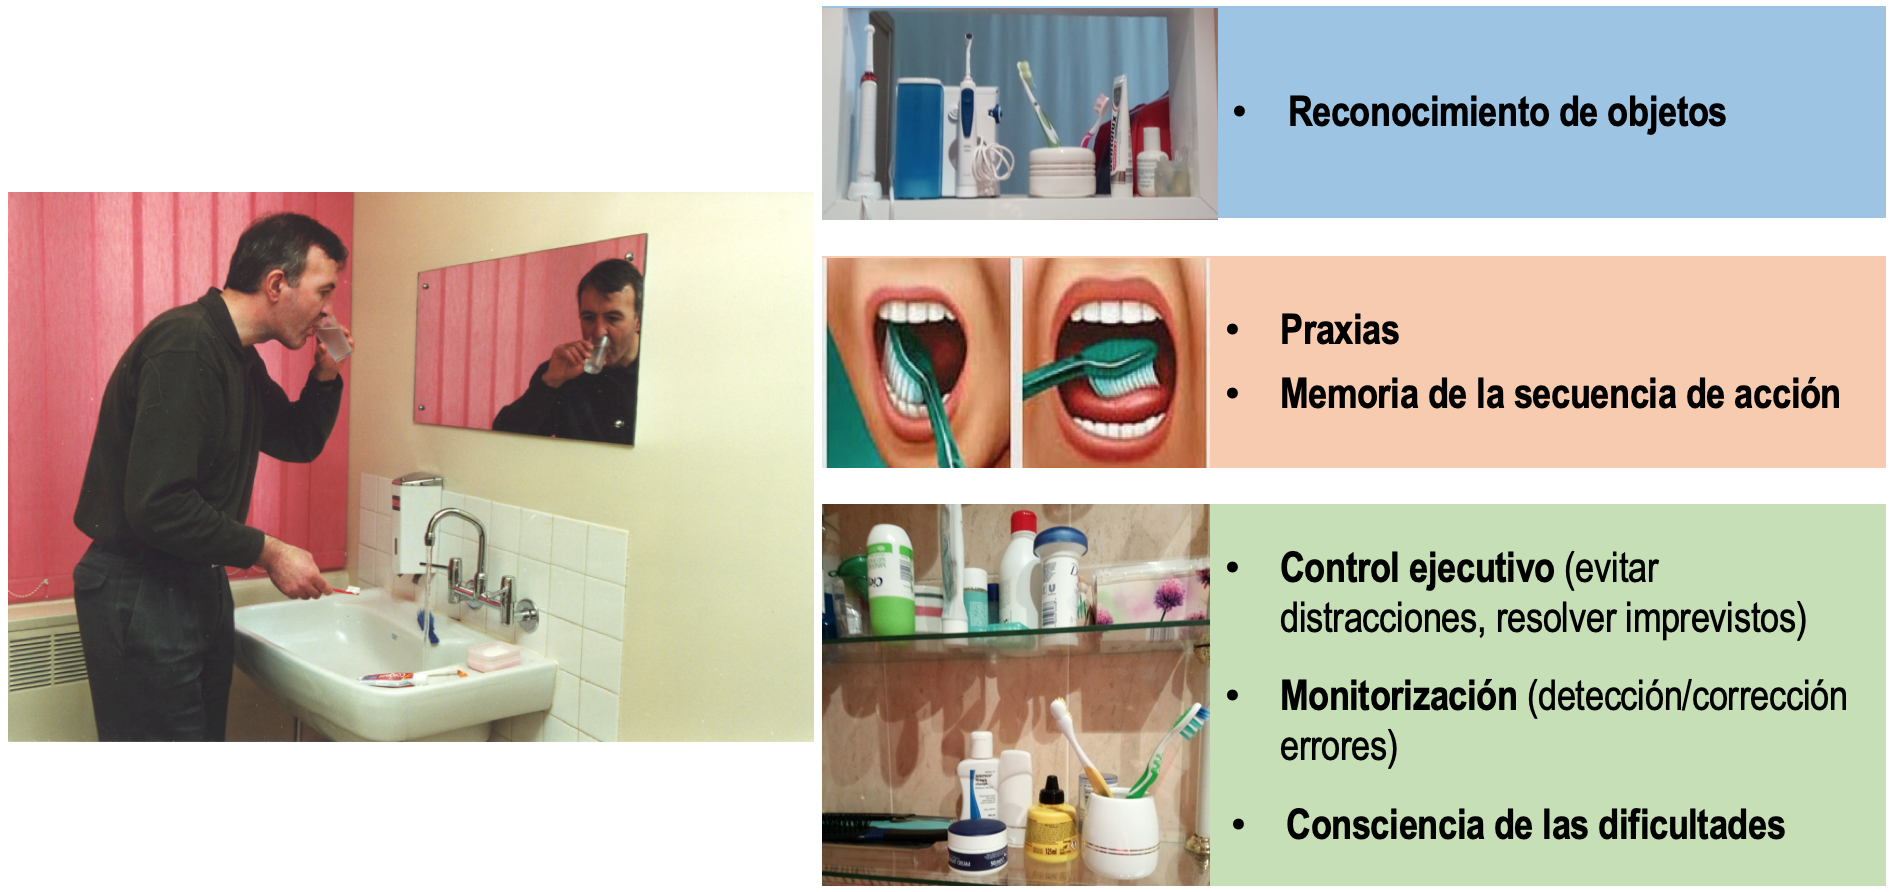 • Reconocimiento de objetos
• Praxias
• Memoria de la secuencia de acción
• Control ejecutivo (evitar
distracciones, resolver imprevistos)
• Monitorización (detección/corrección
errores)
• Consciencia de las dificultades